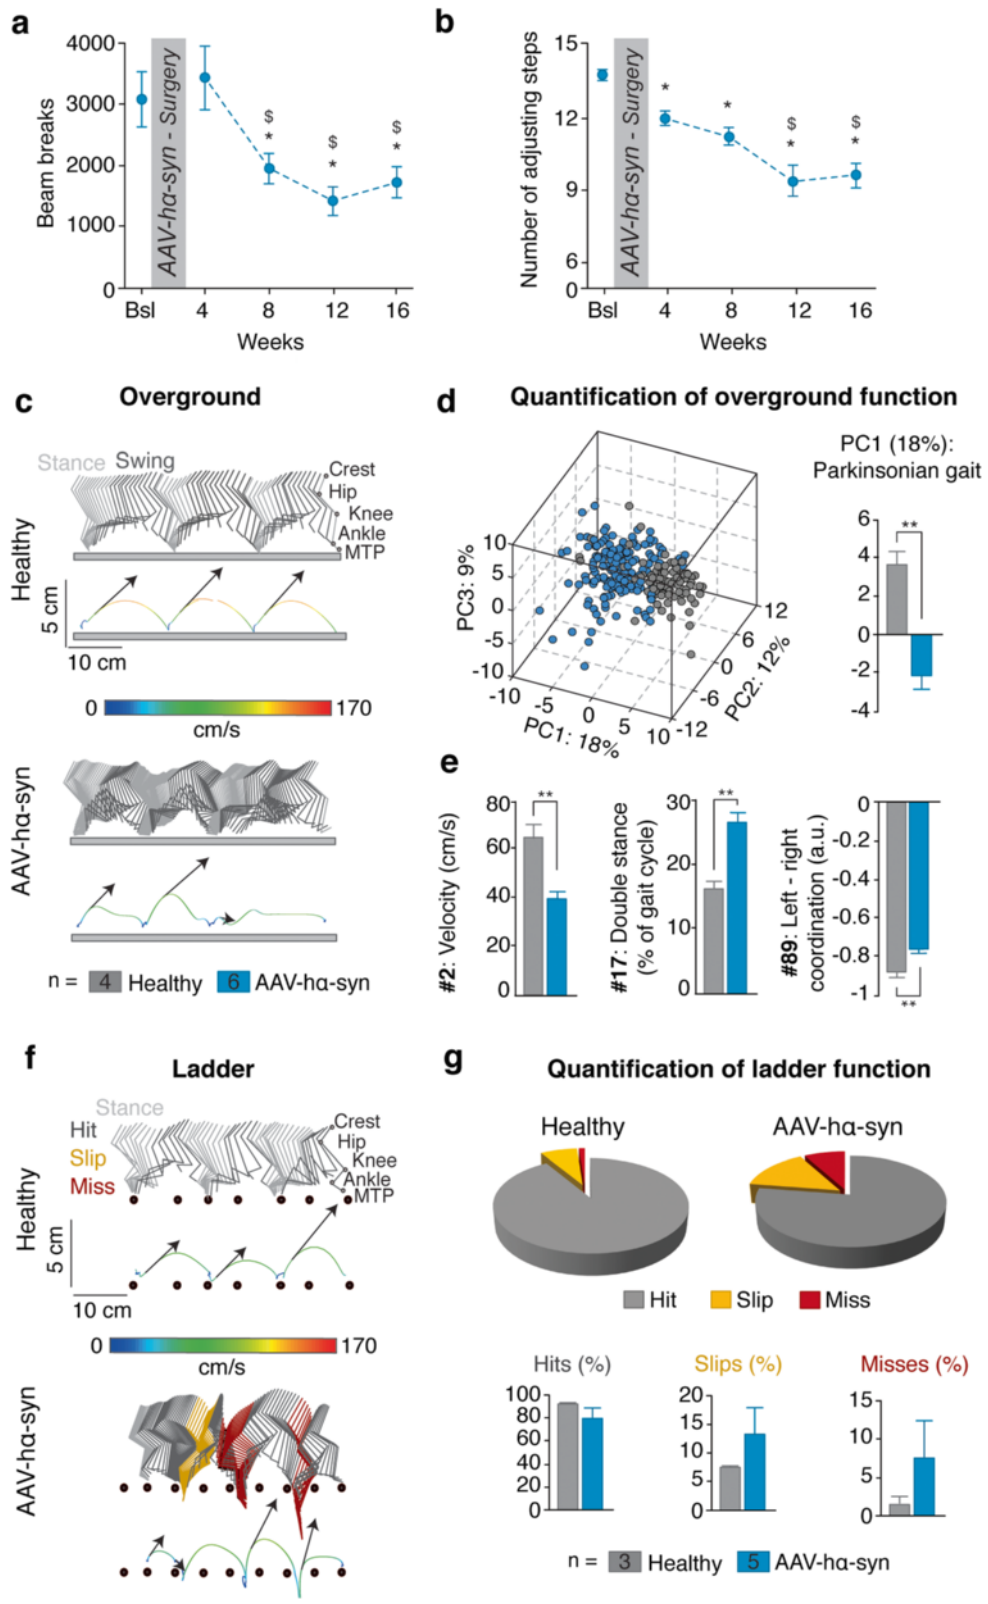 a
4000
3000
2000
1000
0
Beam breaks
AAV-hα-syn - Surgery
$
*
$
*
$
*
Bsl 4 8 12 16
Weeks
b
15
12
9
6
0
Number of adjusting steps
AAV-hα-syn - Surgery
*
*
$
*
$
*
Bsl 4 8 12 16
Weeks
c
Overground
Stance Swing
Crest
Hip
Knee
Ankle
MTP
Healthy
5 cm
10 cm
0 170
cm/s
AAV-hα-syn
n = 4 Healthy 6 AAV-hα-syn
d
Quantification of overground function
PC3: 9%
10
5
0
-5
-10
-10 -5 0 5 10
PC1: 18%
-12 -6 0 6 12
PC2: 12%
PC1 (18%):
Parkinsonian gait
6
4
2
0
-2
-4
**
e
#2: Velocity (cm/s)
80
60
40
20
0
**
#17: Double stance
(% of gait cycle)
30
20
10
0
**
#89: Left - right
coordination (a.u.)
0
-0.2
-0.4
-0.6
-0.8
-1
**
f
Ladder
Stance
Hit
Slip
Miss
Crest
Hip
Knee
Ankle
MTP
Healthy
5 cm
10 cm
0 170
cm/s
AAV-hα-syn
g
Quantification of ladder function
Healthy AAV-hα-syn
Hit Slip Miss
Hits (%)
100
80
60
40
20
0
Slips (%)
20
15
10
5
0
Misses (%)
15
10
5
0
n = 3 Healthy 5 AAV-hα-syn